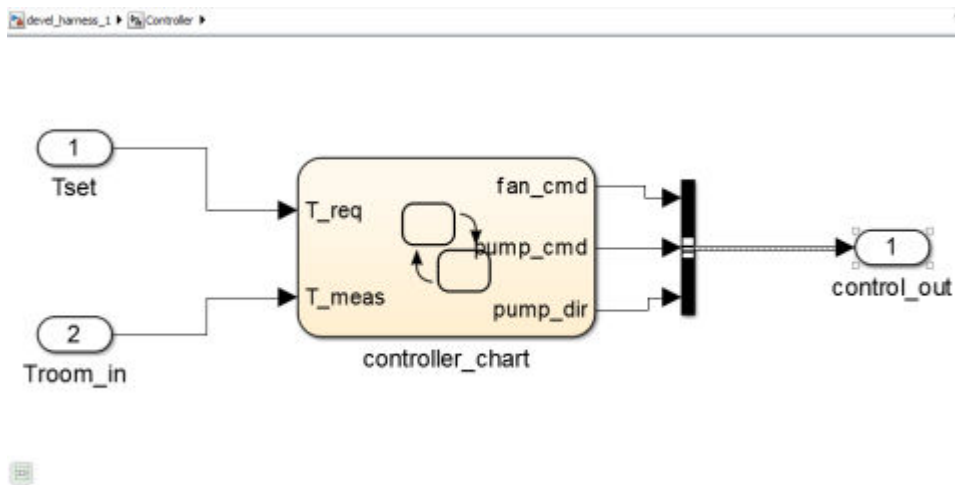 devel_harness_1 Controller
1
Tset
2
Troom_in
T_req
T_meas
fan_cmd
pump_cmd
pump_dir
controller_chart
1
control_out